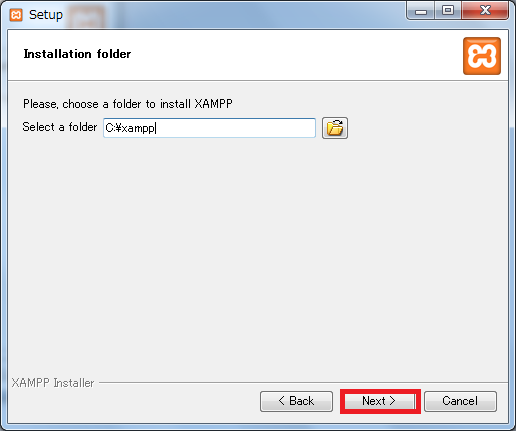 Setup
Installation folder
Please, choose a folder to install XAMPP
Select a folder C:¥xampp
XAMPP Installer
< Back Next > Cancel